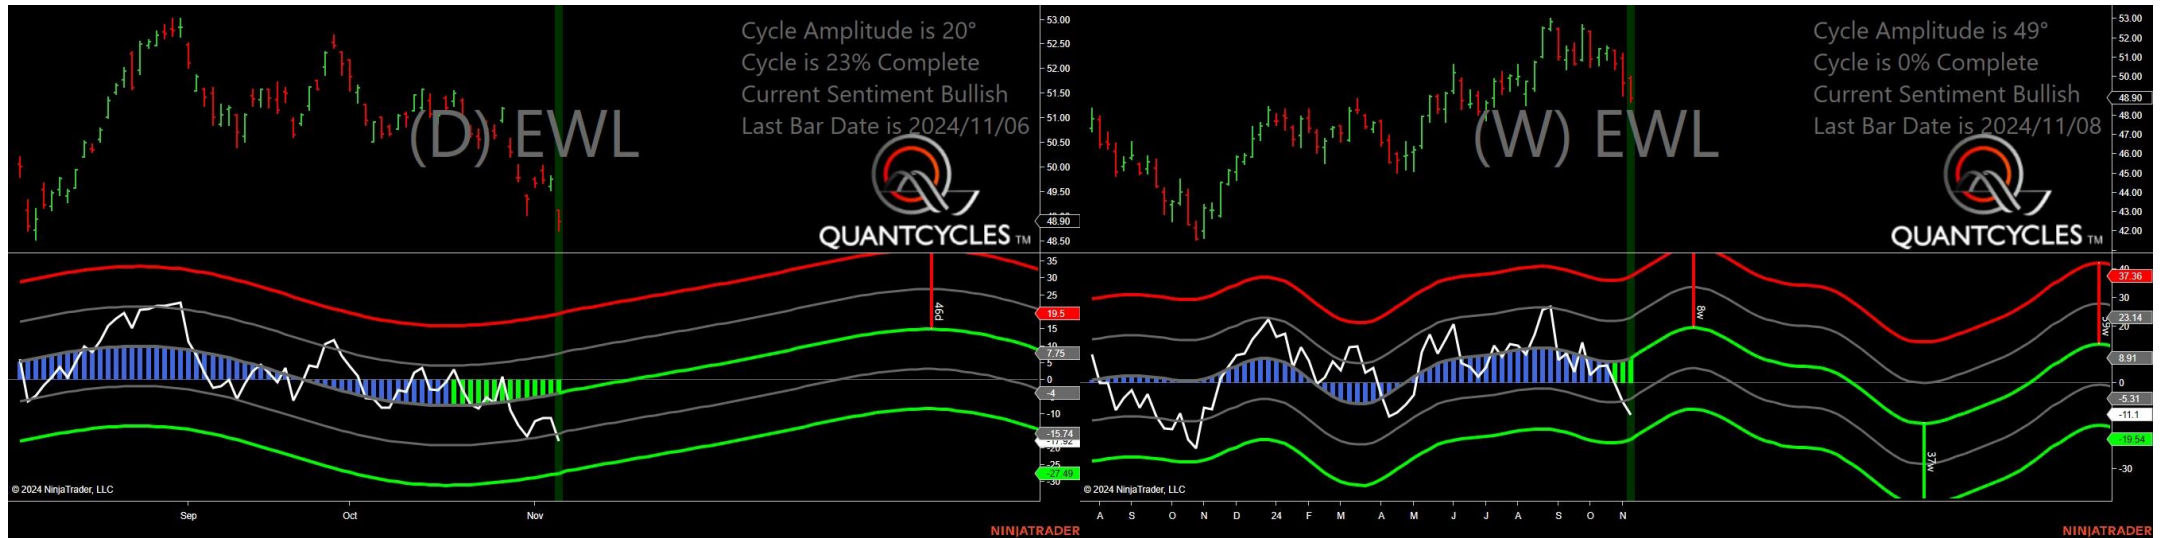 Cycle Amplitude is 20°
Cycle is 23% Complete
Current Sentiment Bullish
Last Bar Date is 2024/11/06
(D) EWL
QUANTCYCLES TM
53.00
52.50
52.00
51.50
51.00
50.50
50.00
49.50
48.90
48.50
35
30
25
19.5
15
10
7.75
0
-4
-10
-15.74
-17.92
-20
-25
-27.49
-30
46d
© 2024 NinjaTrader, LLC
Sep
Oct
Nov
NINJATRADER
Cycle Amplitude is 49°
Cycle is 0% Complete
Current Sentiment Bullish
Last Bar Date is 2024/11/08
(W) EWL
QUANTCYCLES TM
53.00
52.00
51.00
50.00
48.90
48.00
47.00
46.00
45.00
44.00
43.00
42.00
40
37.36
30
23.14
20
8.91
0
-5.31
-11.1
-19.54
-30
8w
37w
59w
© 2024 NinjaTrader, LLC
A
S
O
N
D
24
F
M
A
M
J
J
A
S
O
N
NINJATRADER